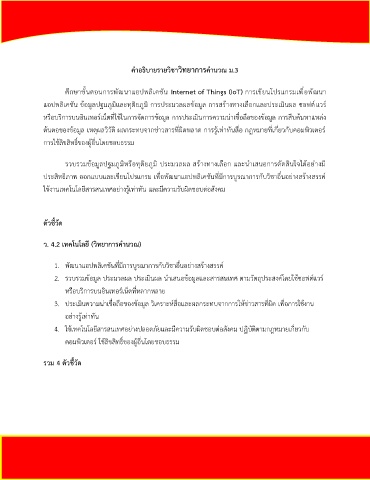 คำอธิบายรายวิชาวิทยาการคำนวณ ม.3
ศึกษาขั้นตอนการพัฒนาแอปพลิเคชัน Internet of Things (IoT) การเขียนโปรแกรมเพื่อพัฒนา
แอปพลิเคชัน ข้อมูลปฐมภูมิและทุติยภูมิ การประมวลผลข้อมูล การสร้างทางเลือกและประเมินผล ซอฟต์แวร์
หรือบริการบนอินเทอร์เน็ตที่ใช้ในการจัดการข้อมูล การประเมินการความน่าเชื่อถือของข้อมูล การสืบค้นหาแหล่ง
ต้นตอของข้อมูล เหตุผลวิวัติ ผลกระทบจากข่าวสารที่ผิดพลาด การรู้เท่าทันสื่อ กฎหมายที่เกี่ยวกับคอมพิวเตอร์
การใช้ลิขสิทธิ์ของผู้อื่นโดยชอบธรรม
รวบรวมข้อมูลปฐมภูมิหรือทุติยภูมิ ประมวลผล สร้างทางเลือก และนำเสนอการตัดสินใจได้อย่างมี
ประสิทธิภาพ ออกแบบและเขียนโปรแกรม เพื่อพัฒนาแอปพลิเคชันที่มีการบูรณาการกับวิชาอื่นอย่างสร้างสรรค์
ใช้งานเทคโนโลยีสารสนเทศอย่างรู้เท่าทัน และมีความรับผิดชอบต่อสังคม
ตัวชี้วัด
ว. 4.2 เทคโนโลยี (วิทยาการคำนวณ)
1. พัฒนาแอปพลิเคชันที่มีการบูรณาการกับวิชาอื่นอย่างสร้างสรรค์
2. รวบรวมข้อมูล ประมวลผล ประเมินผล นำเสนอข้อมูลและสารสนเทศ ตามวัตถุประสงค์โดยใช้ซอฟต์แวร์
หรือบริการบนอินเทอร์เน็ตที่หลากหลาย
3. ประเมินความน่าเชื่อถือของข้อมูล วิเคราะห์สื่อและผลกระทบจากการให้ข่าวสารที่ผิด เพื่อการใช้งาน
อย่างรู้เท่าทัน
4. ใช้เทคโนโลยีสารสนเทศอย่างปลอดภัยและมีความรับผิดชอบต่อสังคม ปฏิบัติตามกฎหมายเกี่ยวกับ
คอมพิวเตอร์ ใช้ลิขสิทธิ์ของผู้อื่นโดยชอบธรรม
รวม 4 ตัวชี้วัด